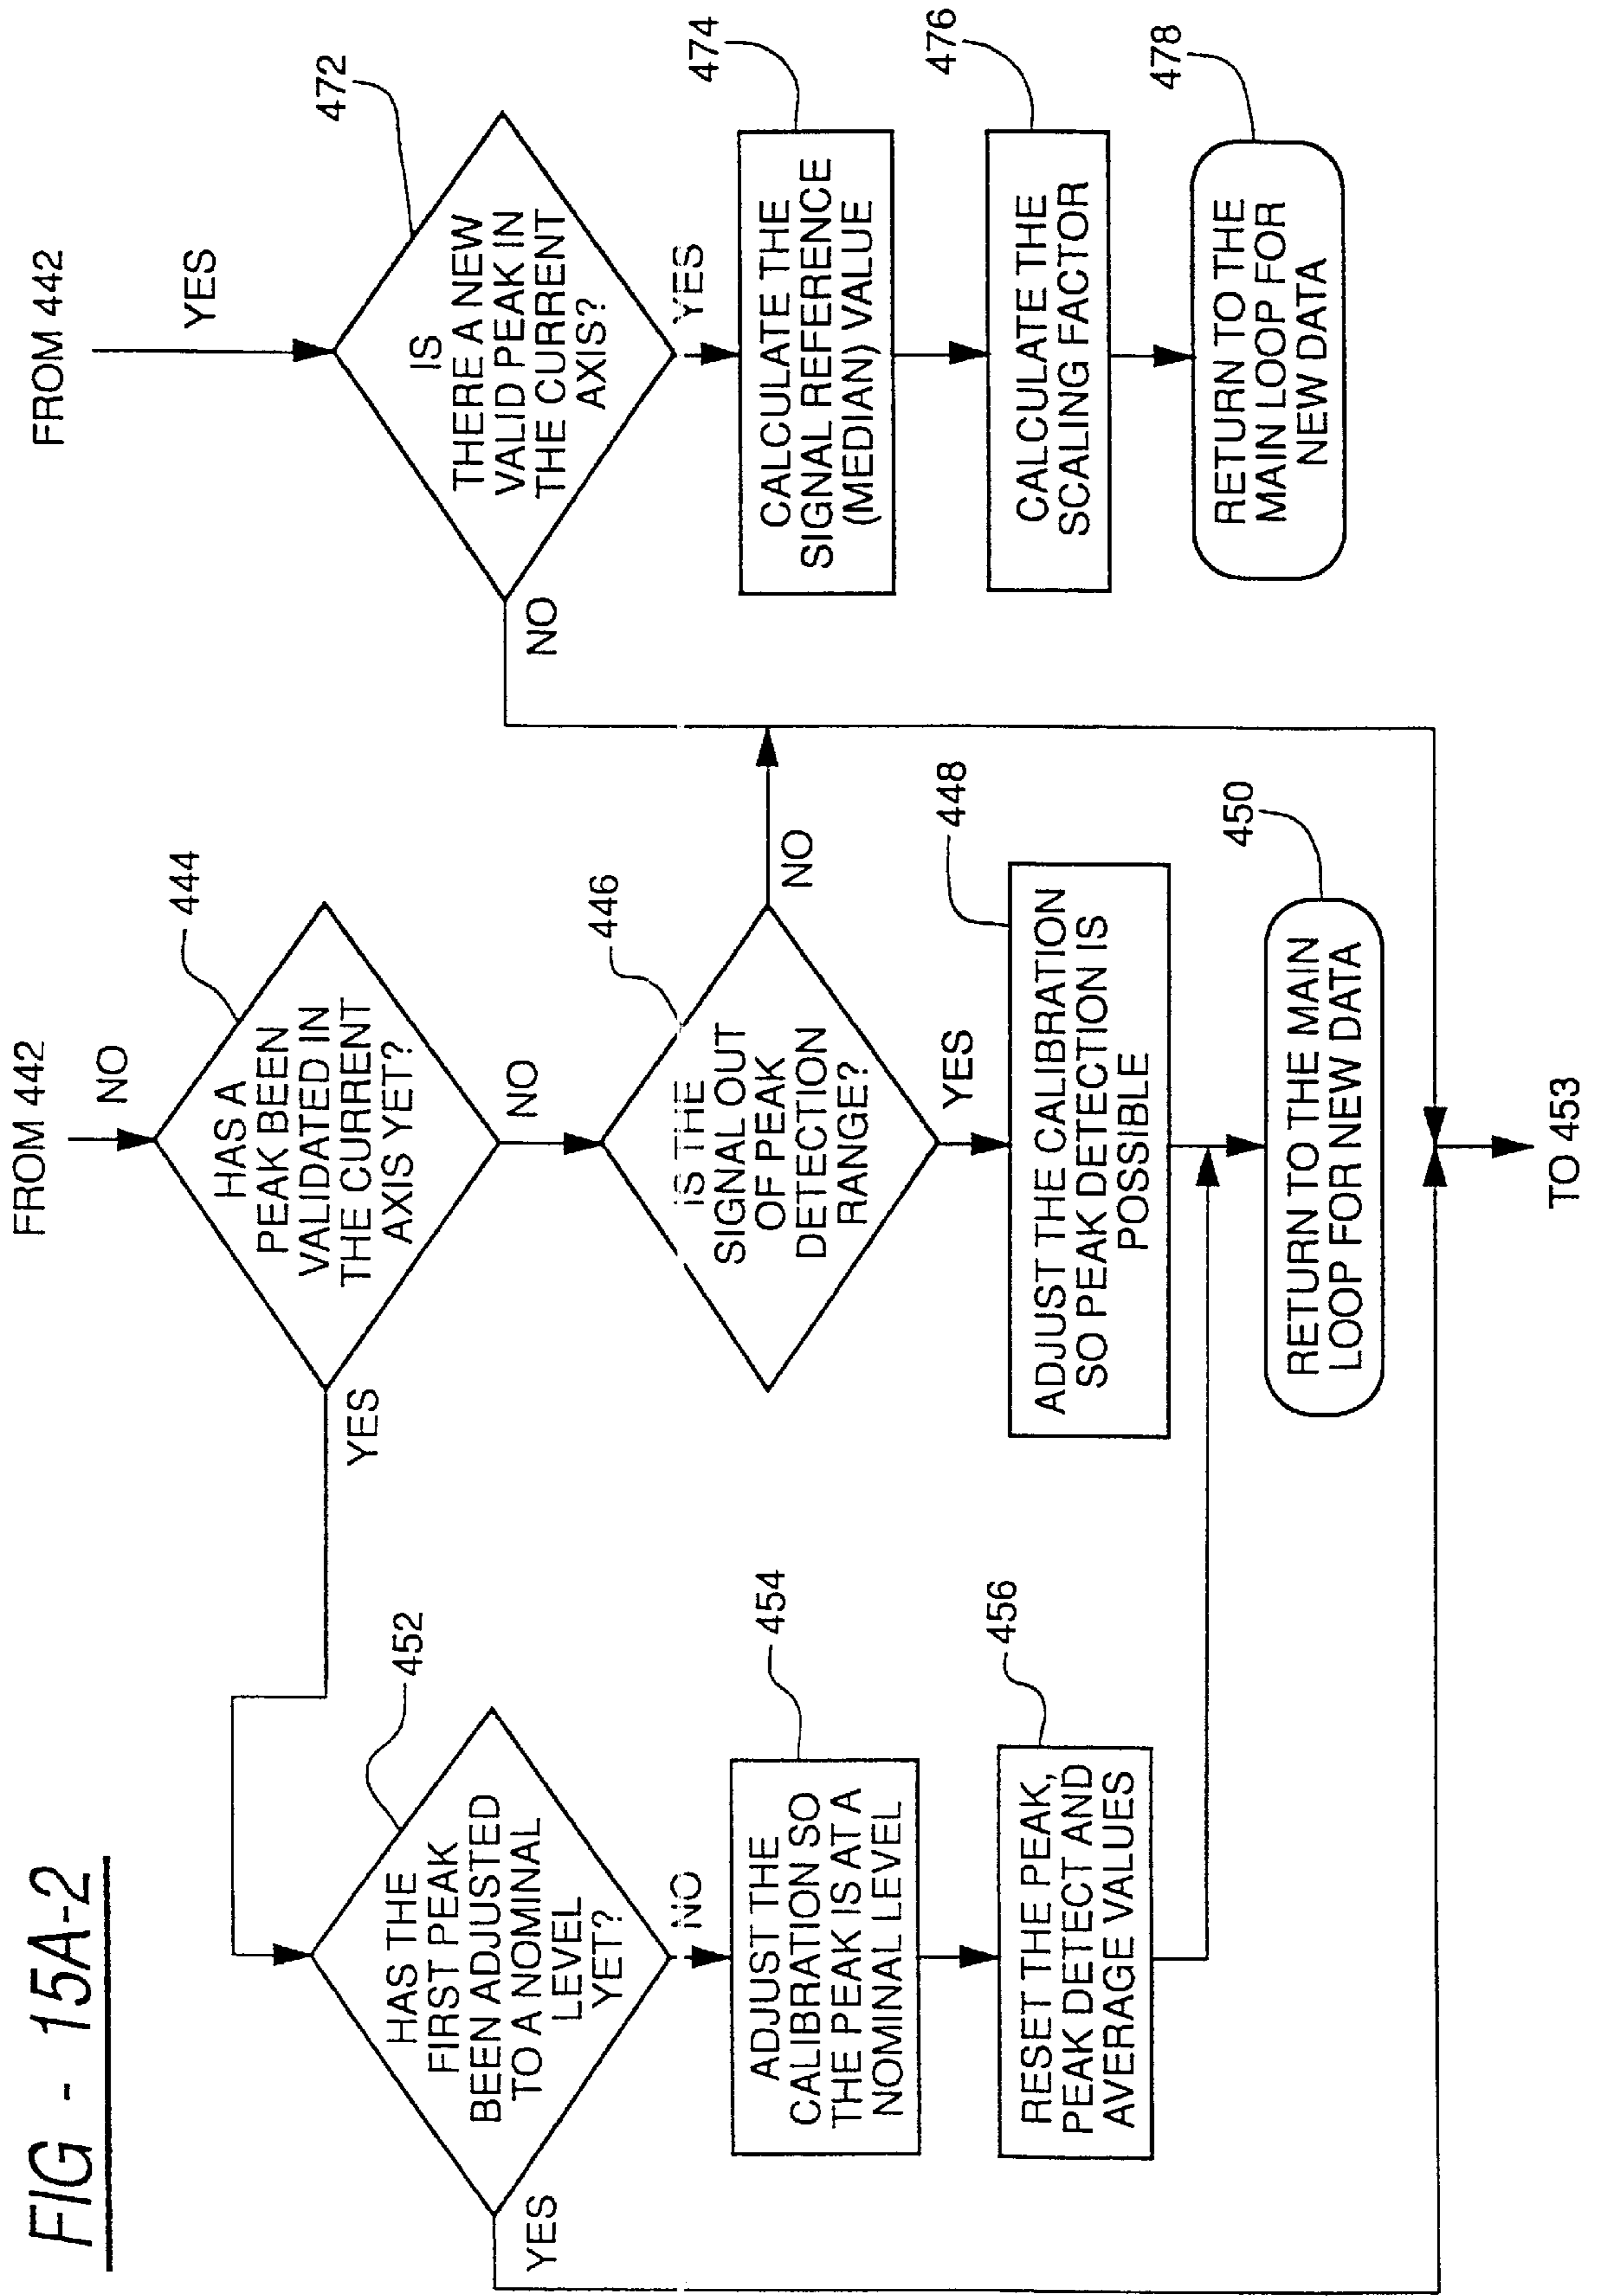 FIG - 15A-2
FROM 442
NO
HAS A
PEAK BEEN
VALIDATED IN
THE CURRENT
AXIS YET?
444
YES
NO
HAS THE
FIRST PEAK
BEEN ADJUSTED
TO A NOMINAL
LEVEL
YET?
452
YES
NO
ADJUST THE
CALIBRATION SO
THE PEAK IS AT A
NOMINAL LEVEL
454
RESET THE PEAK,
PEAK DETECT AND
AVERAGE VALUES
456
IS THE
SIGNAL OUT
OF PEAK
DETECTION
RANGE?
446
NO
YES
ADJUST THE CALIBRATION
SO PEAK DETECTION IS
POSSIBLE
448
RETURN TO THE MAIN
LOOP FOR NEW DATA
450
TO 453
FROM 442
YES
IS
THERE A NEW
VALID PEAK IN
THE CURRENT
AXIS?
472
NO
YES
CALCULATE THE
SIGNAL REFERENCE
(MEDIAN) VALUE
474
CALCULATE THE
SCALING FACTOR
476
RETURN TO THE
MAIN LOOP FOR
NEW DATA
478